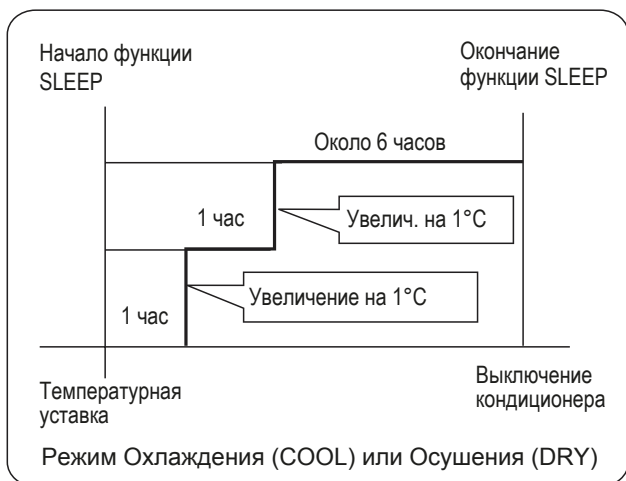 Начало функции
SLEEP
Окончание
функции SLEEP
Около 6 часов
1 час
Увелич. на 1°C
Увеличение на 1°C
1 час
Температурная
уставка
Выключение
кондиционера
Режим Охлаждения (COOL) или Осушения (DRY)